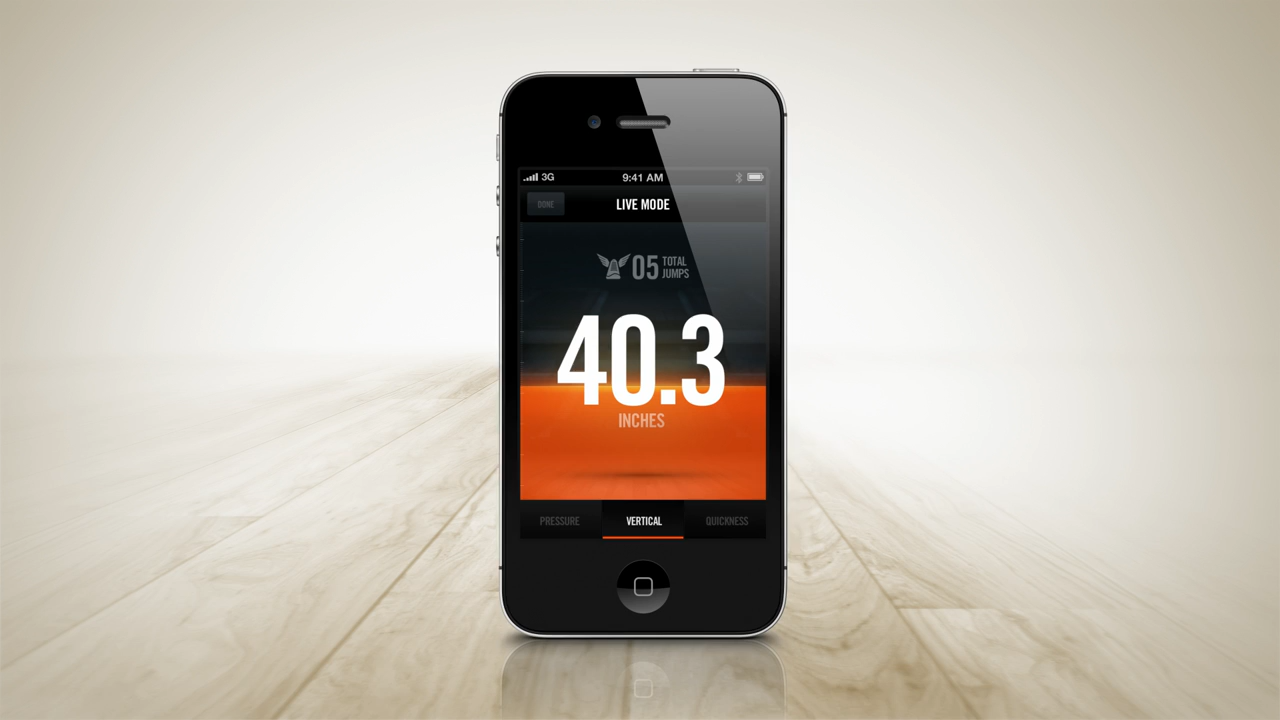 3G 9:41 AM
DONE LIVE MODE
05 TOTAL
JUMPS
40.3
INCHES
PRESSURE VERTICAL QUICKNESS